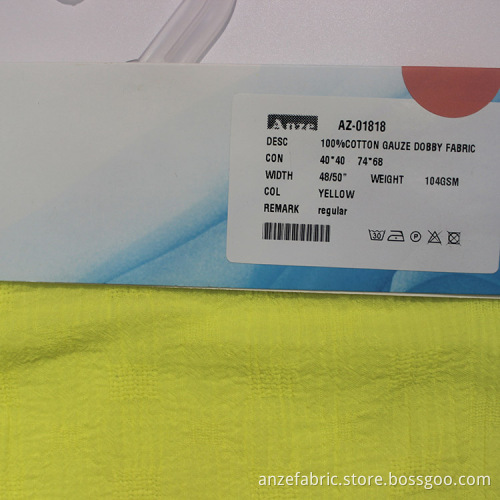 Anze AZ-01818
DESC 100%COTTON GAUZE DOBBY FABRIC
CON 40*40 74*68
WIDTH 48/50" WEIGHT 104GSM
COL YELLOW
REMARK regular
30 P
anzefabric.store.bossgoo.com